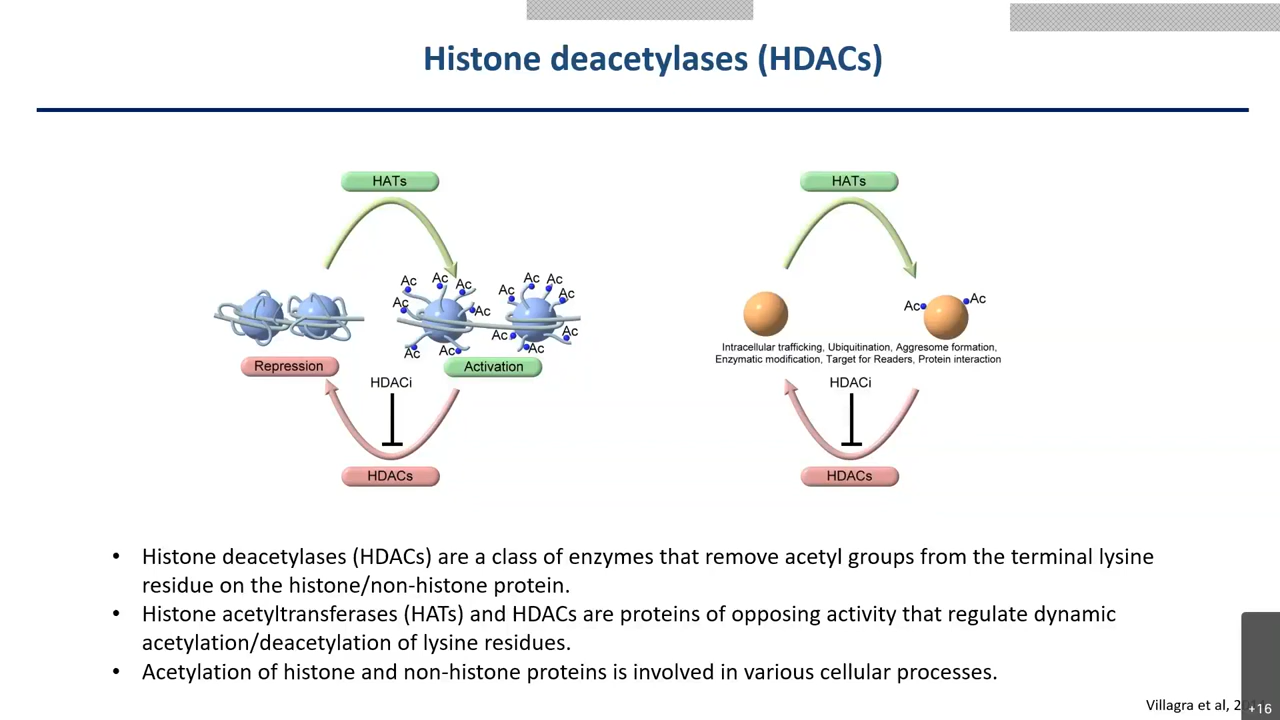 Histone deacetylases (HDACs)
HATs
HATs
Ac Ac Ac Ac Ac Ac Ac
Ac Ac Ac Ac Ac Ac Ac
Repression
Activation
HDACi
HDACs
Ac Ac
Intracellular trafficking, Ubiquitination, Aggresome formation,
Enzymatic modification, Target for Readers, Protein interaction
HDACi
HDACs
• Histone deacetylases (HDACs) are a class of enzymes that remove acetyl groups from the terminal lysine
residue on the histone/non-histone protein.
• Histone acetyltransferases (HATs) and HDACs are proteins of opposing activity that regulate dynamic
acetylation/deacetylation of lysine residues.
• Acetylation of histone and non-histone proteins is involved in various cellular processes.
Villagra et al,
+16